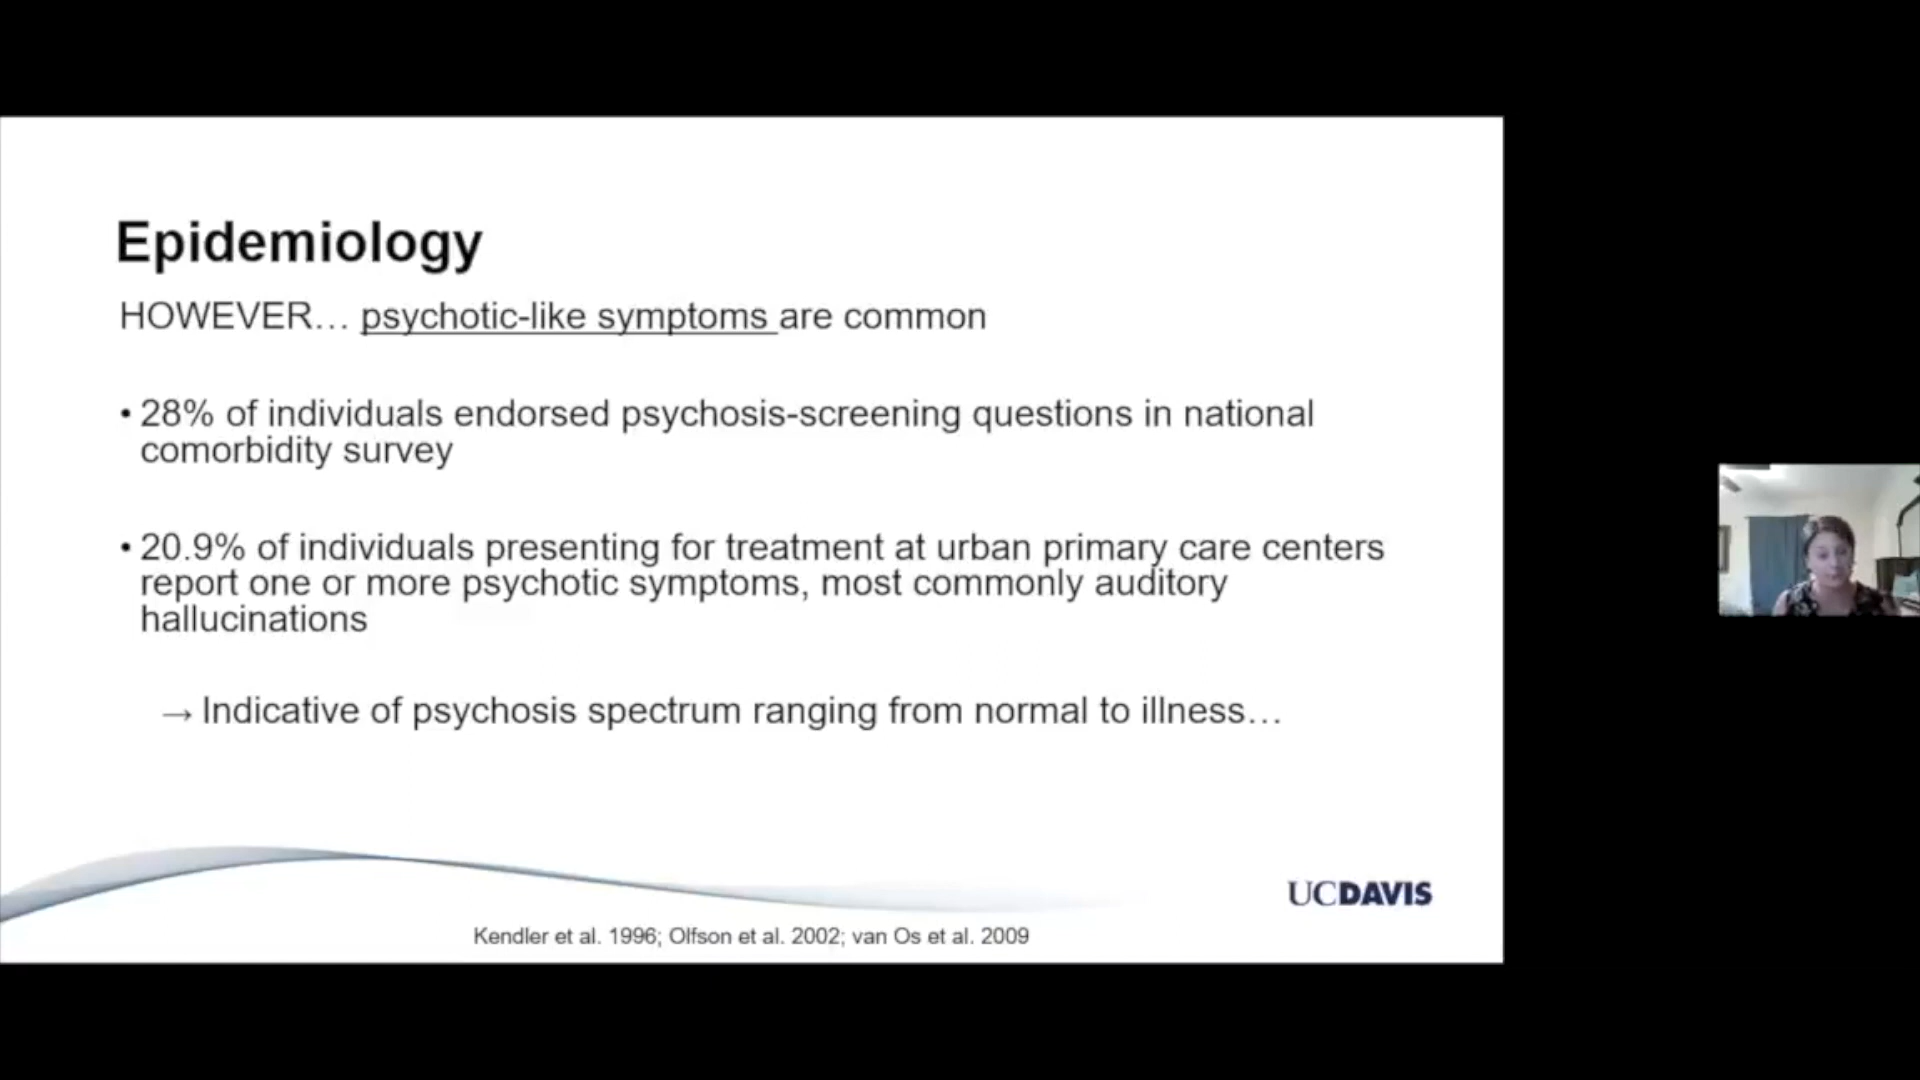 Epidemiology
HOWEVER… psychotic-like symptoms are common
• 28% of individuals endorsed psychosis-screening questions in national
comorbidity survey
• 20.9% of individuals presenting for treatment at urban primary care centers
report one or more psychotic symptoms, most commonly auditory
hallucinations
→ Indicative of psychosis spectrum ranging from normal to illness…
UCDAVIS
Kendler et al. 1996; Olfson et al. 2002; van Os et al. 2009